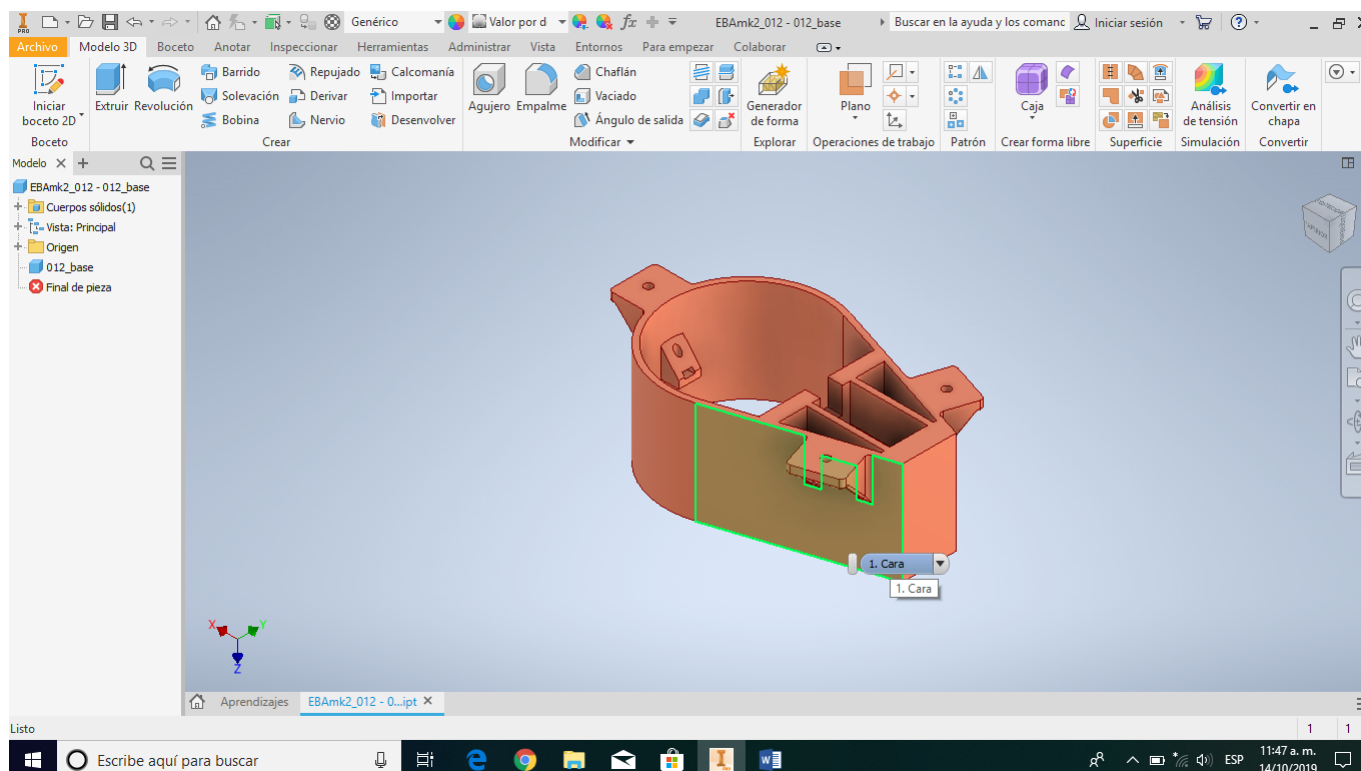 PRO
Genérico
Valor por d
fx
EBAmk2_012 - 012_base
Buscar en la ayuda y los comanc
Iniciar sesión
Archivo Modelo 3D Boceto Anotar Inspeccionar Herramientas Administrar Vista Entornos Para empezar Colaborar
Iniciar
boceto 2D
Extruir
Revolución
Barrido
Solevación
Bobina
Repujado
Derivar
Nervio
Calcomanía
Importar
Desenvolver
Agujero
Empalme
Chaflán
Vaciado
Ángulo de salida
Generador
de forma
Plano
Caja
Análisis
de tensión
Convertir en
chapa
Boceto Crear Modificar Explorar Operaciones de trabajo Patrón Crear forma libre Superficie Simulación Convertir
Modelo
EBAmk2_012 - 012_base
Cuerpos sólidos(1)
Vista: Principal
Origen
012_base
Final de pieza
1. Cara
1. Cara
X
Y
Z
Aprendizajes
EBAmk2_012 - 0...ipt
Listo
1 1
Escribe aquí para buscar
ESP
11:47 a. m.
14/10/2019